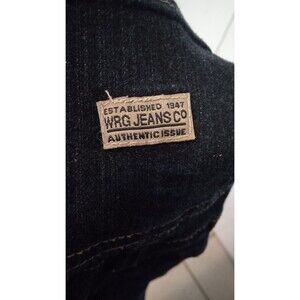 ESTABLISHED 1947
WRG JEANS CO
AUTHENTIC ISSUE